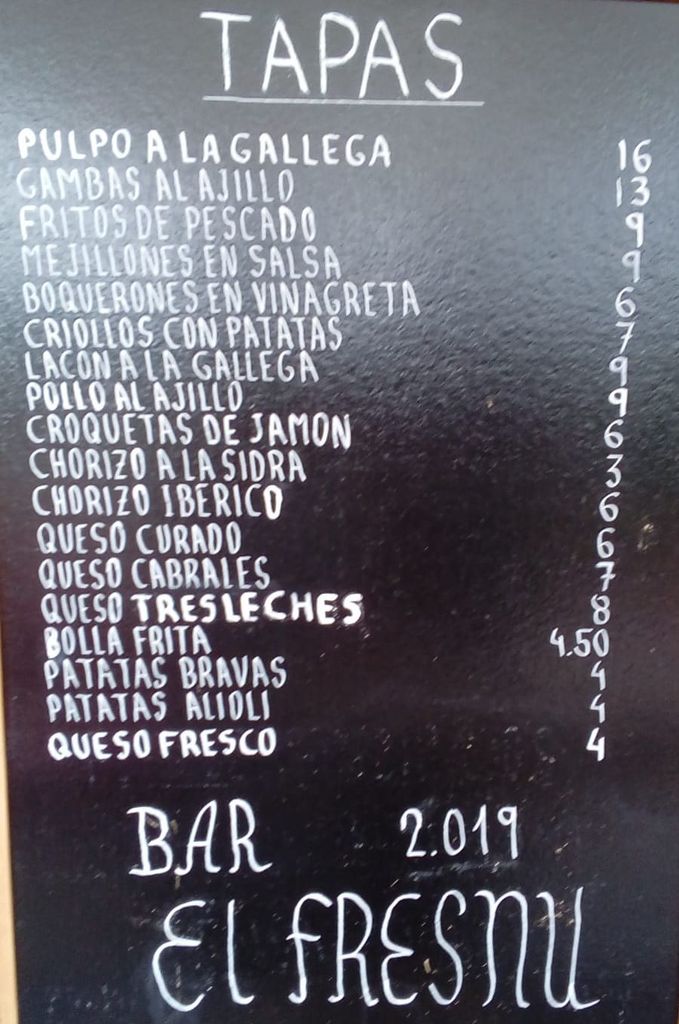 TAPAS
PULPO A LA GALLEGA 16
GAMBAS AL AJILLO 13
FRITOS DE PESCADO 9
MEJILLONES EN SALSA 9
BOQUERONES EN VINAGRETA 6
CRIOLLOS CON PATATAS 7
LACON A LA GALLEGA 9
POLLO AL AJILLO 9
CROQUETAS DE JAMON 6
CHORIZO A LA SIDRA 3
CHORIZO IBERICO 6
QUESO CURADO 6
QUESO CABRALES 7
QUESO TRES LECHES 8
BOLLA FRITA 4.50
PATATAS BRAVAS 4
PATATAS ALIOLI 4
QUESO FRESCO 4
BAR 2.019
EL FRESNU